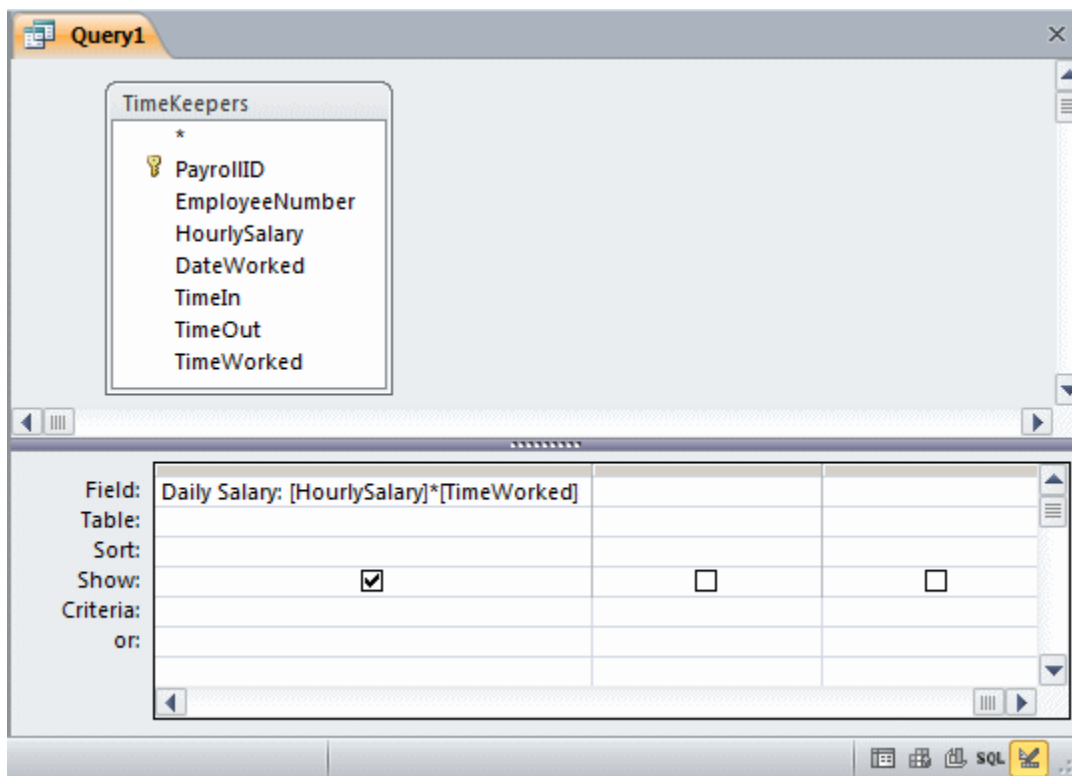 Query1
TimeKeepers
*
PayrollID
EmployeeNumber
HourlySalary
DateWorked
TimeIn
TimeOut
TimeWorked
Field: Daily Salary: [HourlySalary]*[TimeWorked]
Table:
Sort:
Show:
Criteria:
or:
SQL